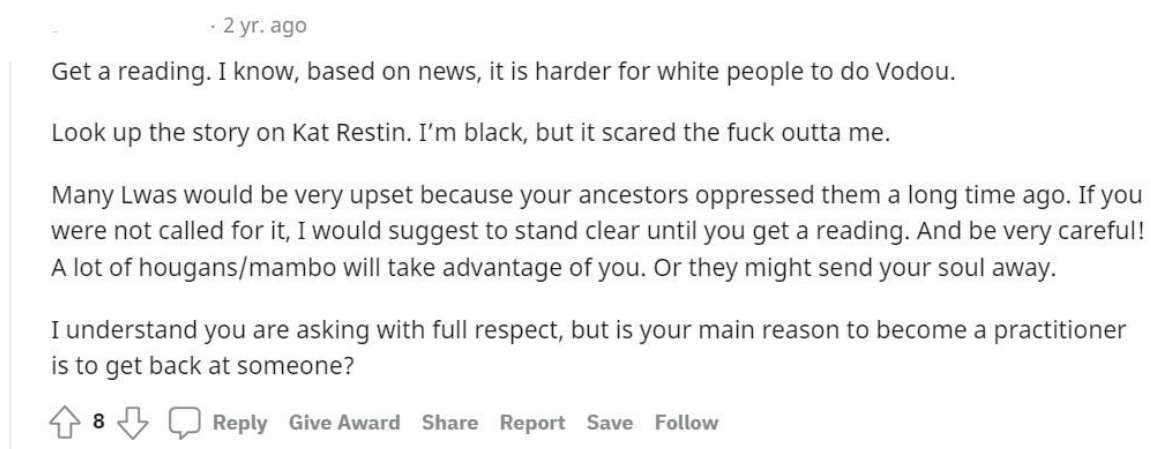 · 2 yr. ago
Get a reading. I know, based on news, it is harder for white people to do Vodou.
Look up the story on Kat Restin. I’m black, but it scared the fuck outta me.
Many Lwas would be very upset because your ancestors oppressed them a long time ago. If you
were not called for it, I would suggest to stand clear until you get a reading. And be very careful!
A lot of hougans/mambo will take advantage of you. Or they might send your soul away.
I understand you are asking with full respect, but is your main reason to become a practitioner
is to get back at someone?
8 Reply Give Award Share Report Save Follow